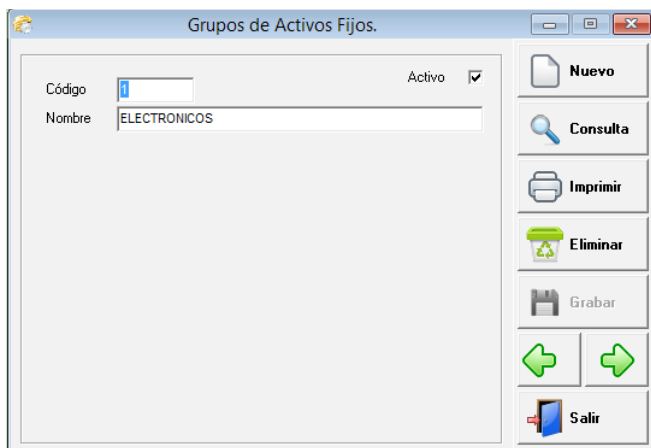 Grupos de Activos Fijos.
Código 1 Activo
Nombre ELECTRONICOS
Nuevo
Consulta
Imprimir
Eliminar
Grabar
Salir